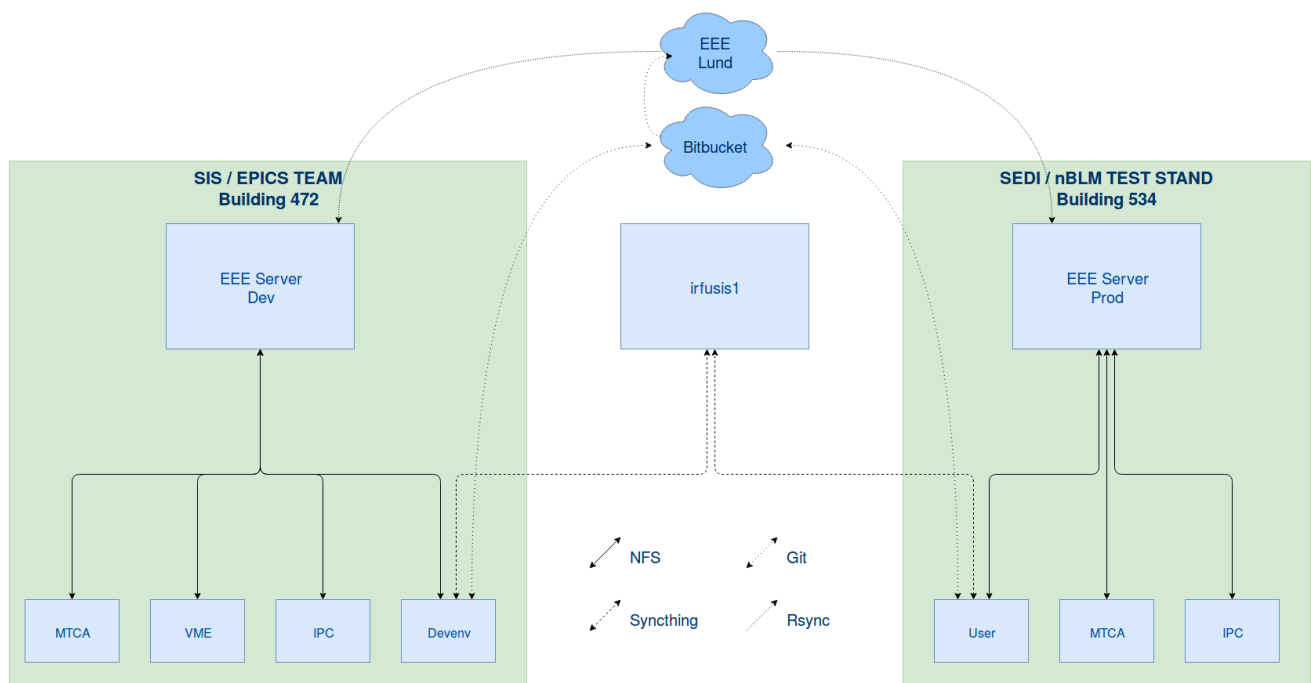 EEE
Lund
Bitbucket
SIS / EPICS TEAM
Building 472
SEDI / nBLM TEST STAND
Building 534
EEE Server
Dev
irfusis1
EEE Server
Prod
NFS
Git
Syncthing
Rsync
MTCA
VME
IPC
Devenv
User
MTCA
IPC